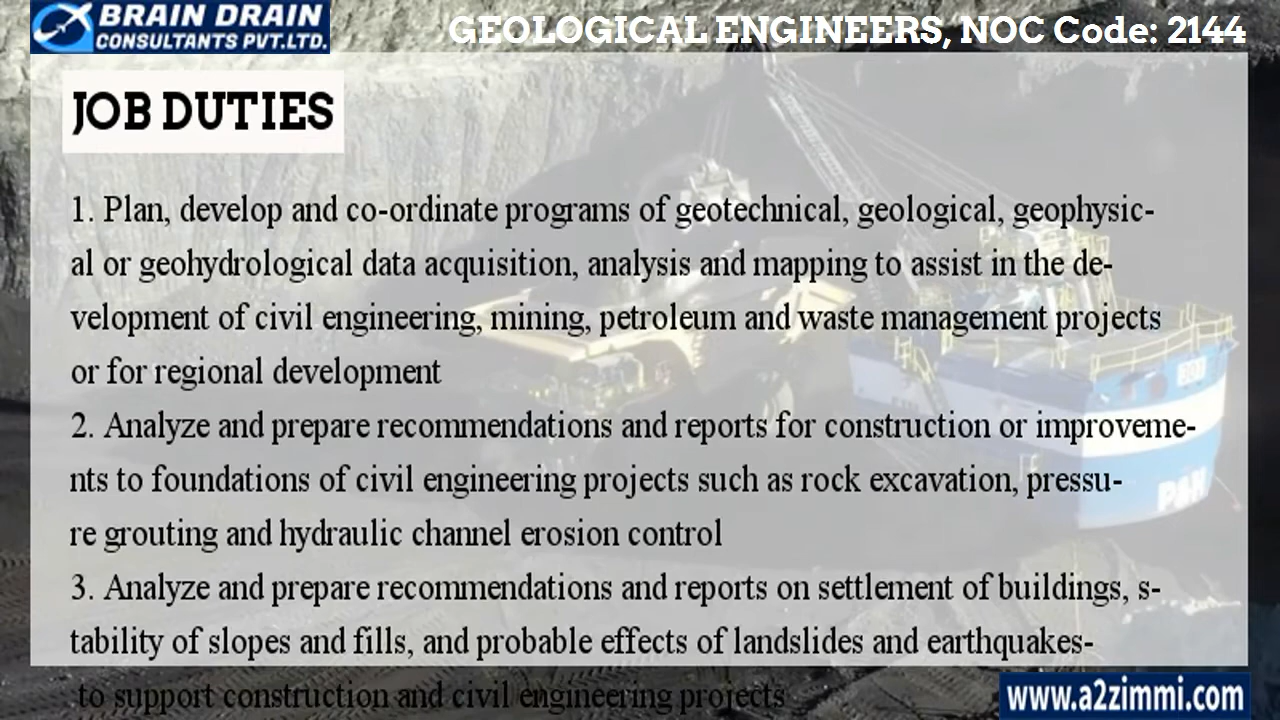 BRAIN DRAIN
CONSULTANTS PVT.LTD.
GEOLOGICAL ENGINEERS, NOC Code: 2144
JOB DUTIES
1. Plan, develop and co-ordinate programs of geotechnical, geological, geophysic-
al or geohydrological data acquisition, analysis and mapping to assist in the de-
velopment of civil engineering, mining, petroleum and waste management projects
or for regional development
2. Analyze and prepare recommendations and reports for construction or improveme-
nts to foundations of civil engineering projects such as rock excavation, pressu-
re grouting and hydraulic channel erosion control
3. Analyze and prepare recommendations and reports on settlement of buildings, s-
tability of slopes and fills, and probable effects of landslides and earthquakes-
to support construction and civil engineering projects
P&H
www.a2zimmi.com